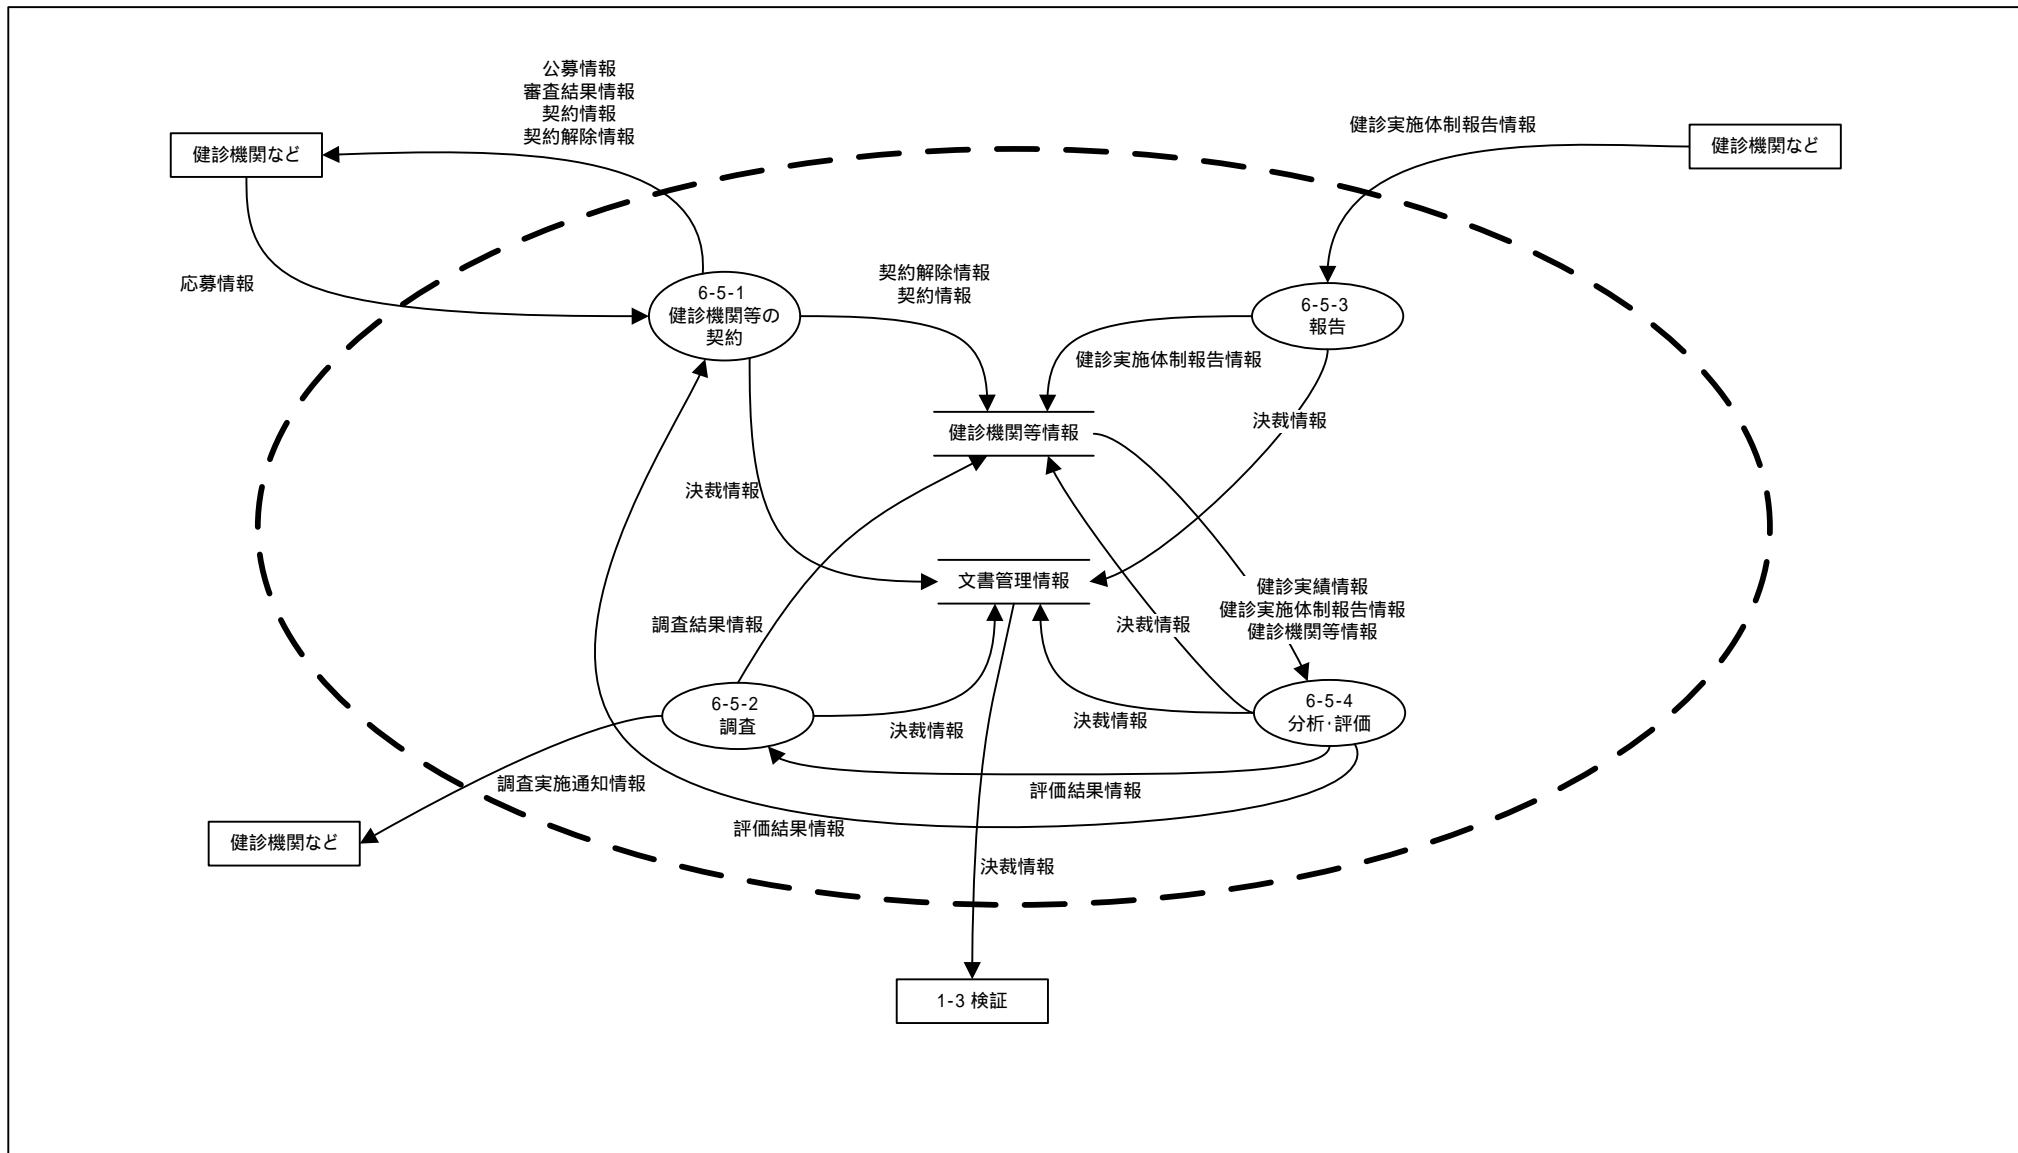 公募情報
審査結果情報
契約情報
契約解除情報
健診実施体制報告情報
健診機関など
健診機関など
応募情報
6-5-1
健診機関等の
契約
契約解除情報
契約情報
6-5-3
報告
健診実施体制報告情報
決裁情報
健診機関等情報
決裁情報
文書管理情報
健診実績情報
健診実施体制報告情報
健診機関等情報
調査結果情報
決裁情報
6-5-2
調査
決裁情報
決裁情報
6-5-4
分析・評価
調査実施通知情報
評価結果情報
評価結果情報
健診機関など
決裁情報
1-3 検証